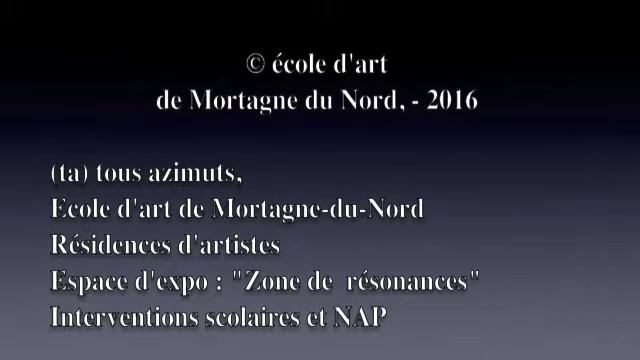 © école d'art
de Mortagne du Nord, - 2016
(ta) tous azimuts,
Ecole d'art de Mortagne-du-Nord
Résidences d'artistes
Espace d'expo : "Zone de  résonances"
Interventions scolaires et NAP